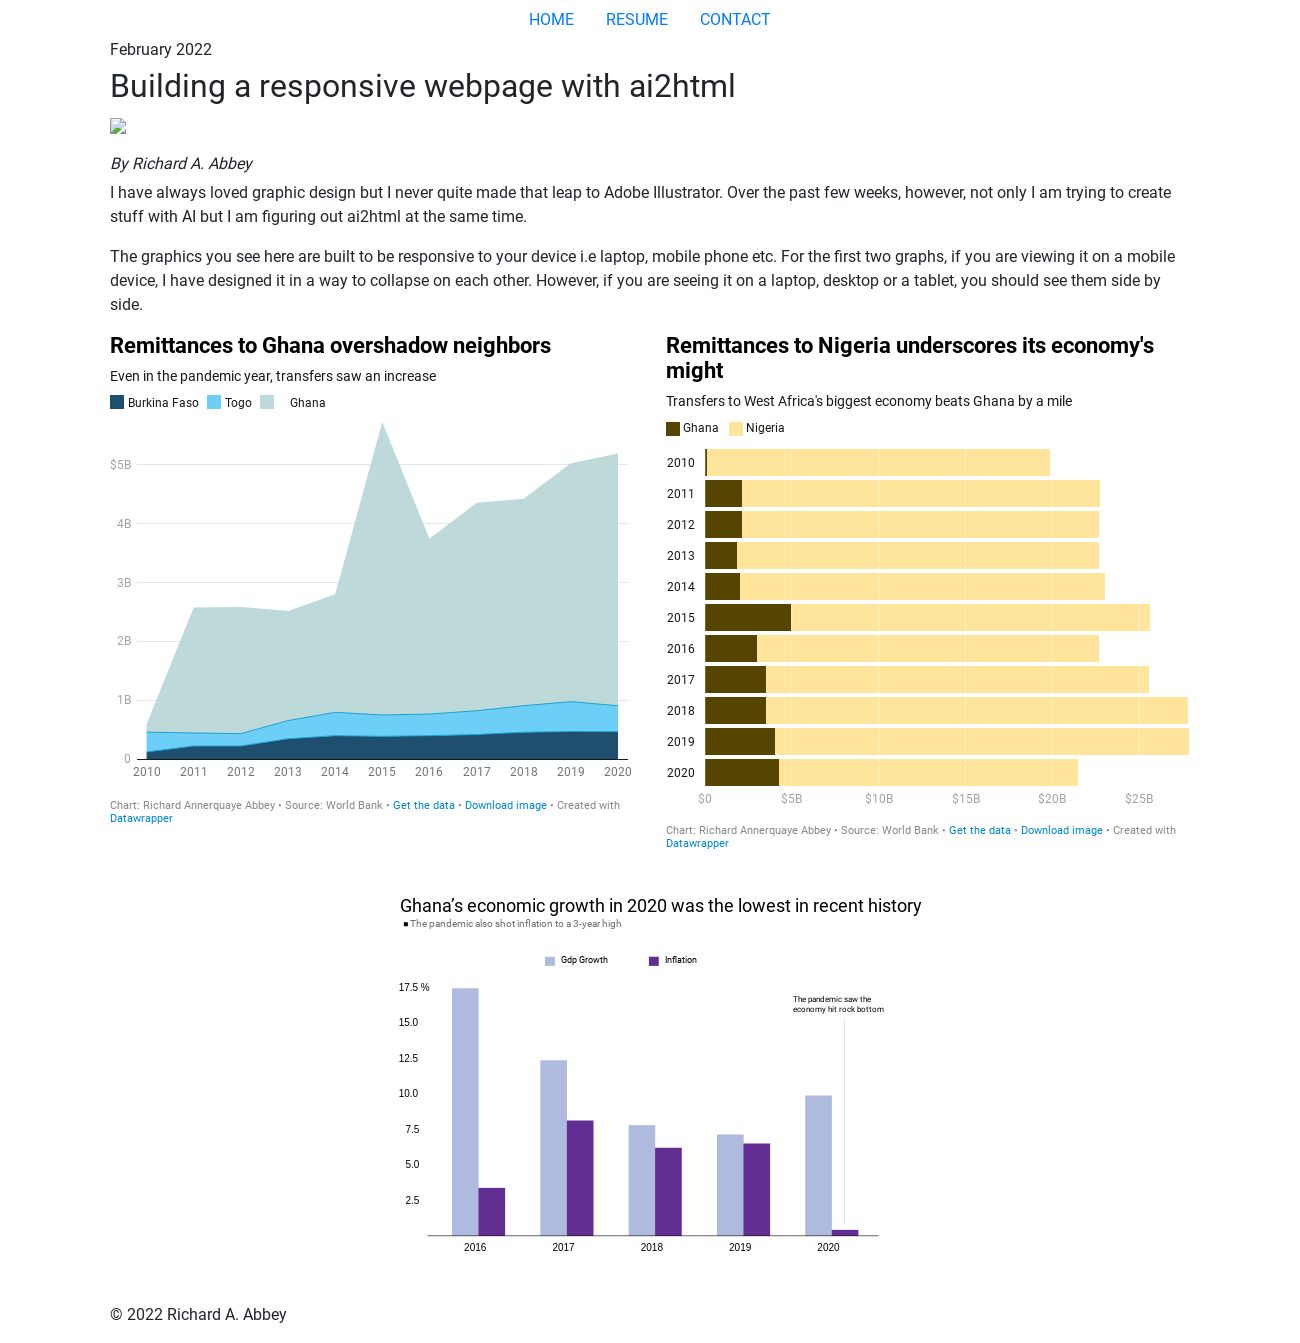 HOME RESUME CONTACT
February 2022
Building a responsive webpage with ai2html
By Richard A. Abbey
I have always loved graphic design but I never quite made that leap to Adobe Illustrator. Over the past few weeks, however, not only I am trying to create
stuff with AI but I am figuring out ai2html at the same time.
The graphics you see here are built to be responsive to your device i.e laptop, mobile phone etc. For the first two graphs, if you are viewing it on a mobile
device, I have designed it in a way to collapse on each other. However, if you are seeing it on a laptop, desktop or a tablet, you should see them side by
side.
Remittances to Ghana overshadow neighbors
Even in the pandemic year, transfers saw an increase
Burkina Faso Togo Ghana
$5B
4B
3B
2B
1B
0
2010 2011 2012 2013 2014 2015 2016 2017 2018 2019 2020
Chart: Richard Annerquaye Abbey • Source: World Bank • Get the data • Download image • Created with
Datawrapper
Remittances to Nigeria underscores its economy's
might
Transfers to West Africa's biggest economy beats Ghana by a mile
Ghana Nigeria
2010
2011
2012
2013
2014
2015
2016
2017
2018
2019
2020
$0 $5B $10B $15B $20B $25B
Chart: Richard Annerquaye Abbey • Source: World Bank • Get the data • Download image • Created with
Datawrapper
Ghana’s economic growth in 2020 was the lowest in recent history
The pandemic also shot inflation to a 3-year high
Gdp Growth Inflation
17.5 %
15.0
12.5
10.0
7.5
5.0
2.5
The pandemic saw the
economy hit rock bottom
2016 2017 2018 2019 2020
© 2022 Richard A. Abbey